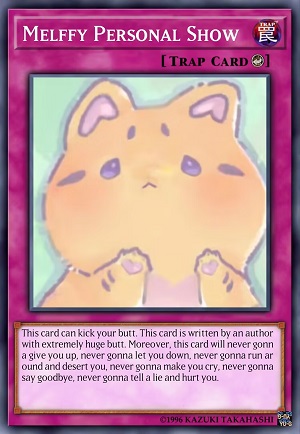 Melffy Personal Show
TRAP
罠
[Trap Card]
This card can kick your butt. This card is written by an author
with extremely huge butt. Moreover, this card will never gonn
a give you up, never gonna let you down, never gonna run ar
ound and desert you, never gonna make you cry, never gonna
say goodbye, never gonna tell a lie and hurt you.
©1996 KAZUKI TAKAHASHI